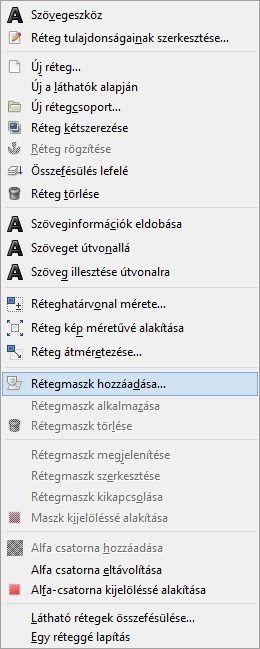 Szövegeszköz
Réteg tulajdonságainak szerkesztése...
Új réteg...
Új a láthatók alapján
Új rétegcsoport...
Réteg kétszerezése
Réteg rögzítése
Összefésülés lefelé
Réteg törlése
Szöveginformációk eldobása
Szöveget útvonallá
Szöveg illesztése útvonalra
Réteghatárvonal mérete...
Réteg kép méretűvé alakítása
Réteg átméretezése...
Rétegmaszk hozzáadása...
Rétegmaszk alkalmazása
Rétegmaszk törlése
Rétegmaszk megjelenítése
Rétegmaszk szerkesztése
Rétegmaszk kikapcsolása
Maszk kijelöléssé alakítása
Alfa csatorna hozzáadása
Alfa csatorna eltávolítása
Alfa-csatorna kijelöléssé alakítása
Látható rétegek összefésülése...
Egy réteggé lapítás